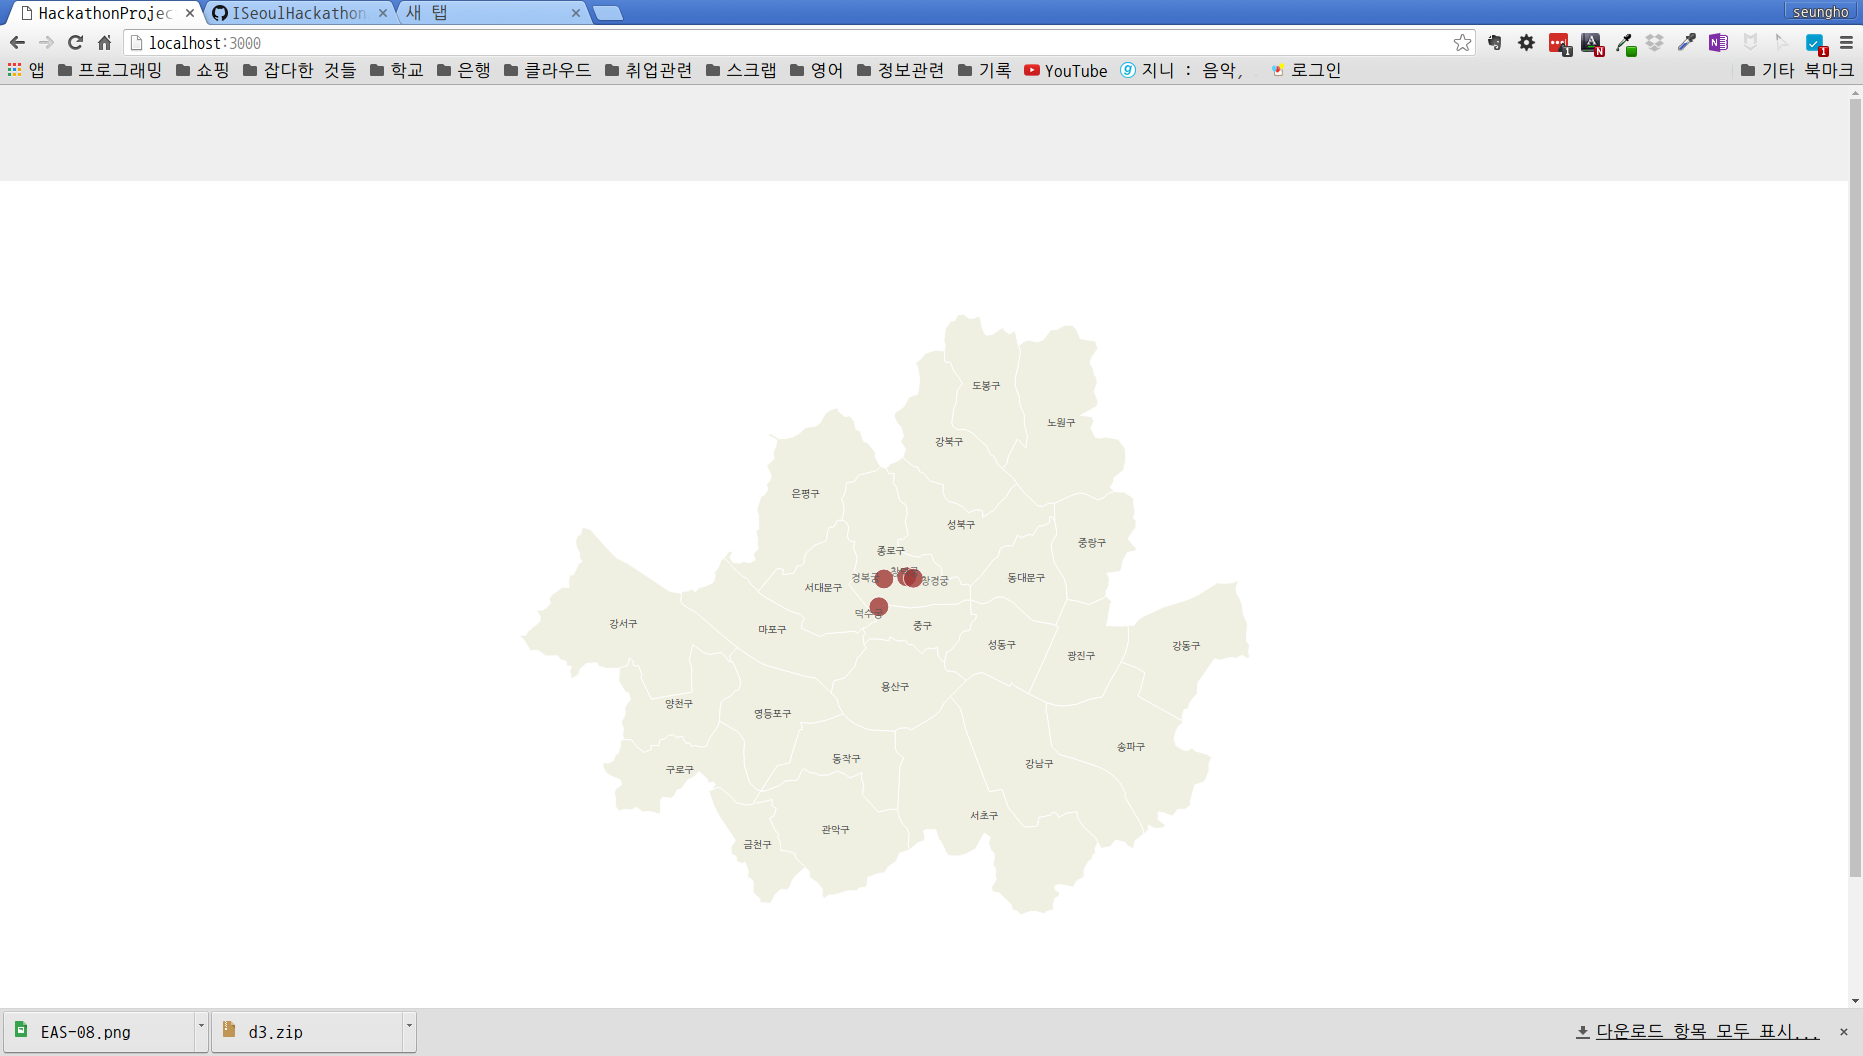 HackathonProjec
ISeoulHackathon
새 탭
seungho
localhost:3000
앱 프로그래밍 쇼핑 잡다한 것들 학교 은행 클라우드 취업관련 스크랩 영어 정보관련 기록 YouTube 지니 : 음악, 로그인 기타 북마크
도봉구
노원구
강북구
은평구
성북구
중랑구
종로구
경복궁
창경궁
동대문구
서대문구
덕수궁
강서구
마포구
중구
성동구
광진구
강동구
용산구
양천구
영등포구
송파구
동작구
강남구
구로구
서초구
관악구
금천구
EAS-08.png
d3.zip
다운로드 항목 모두 표시...